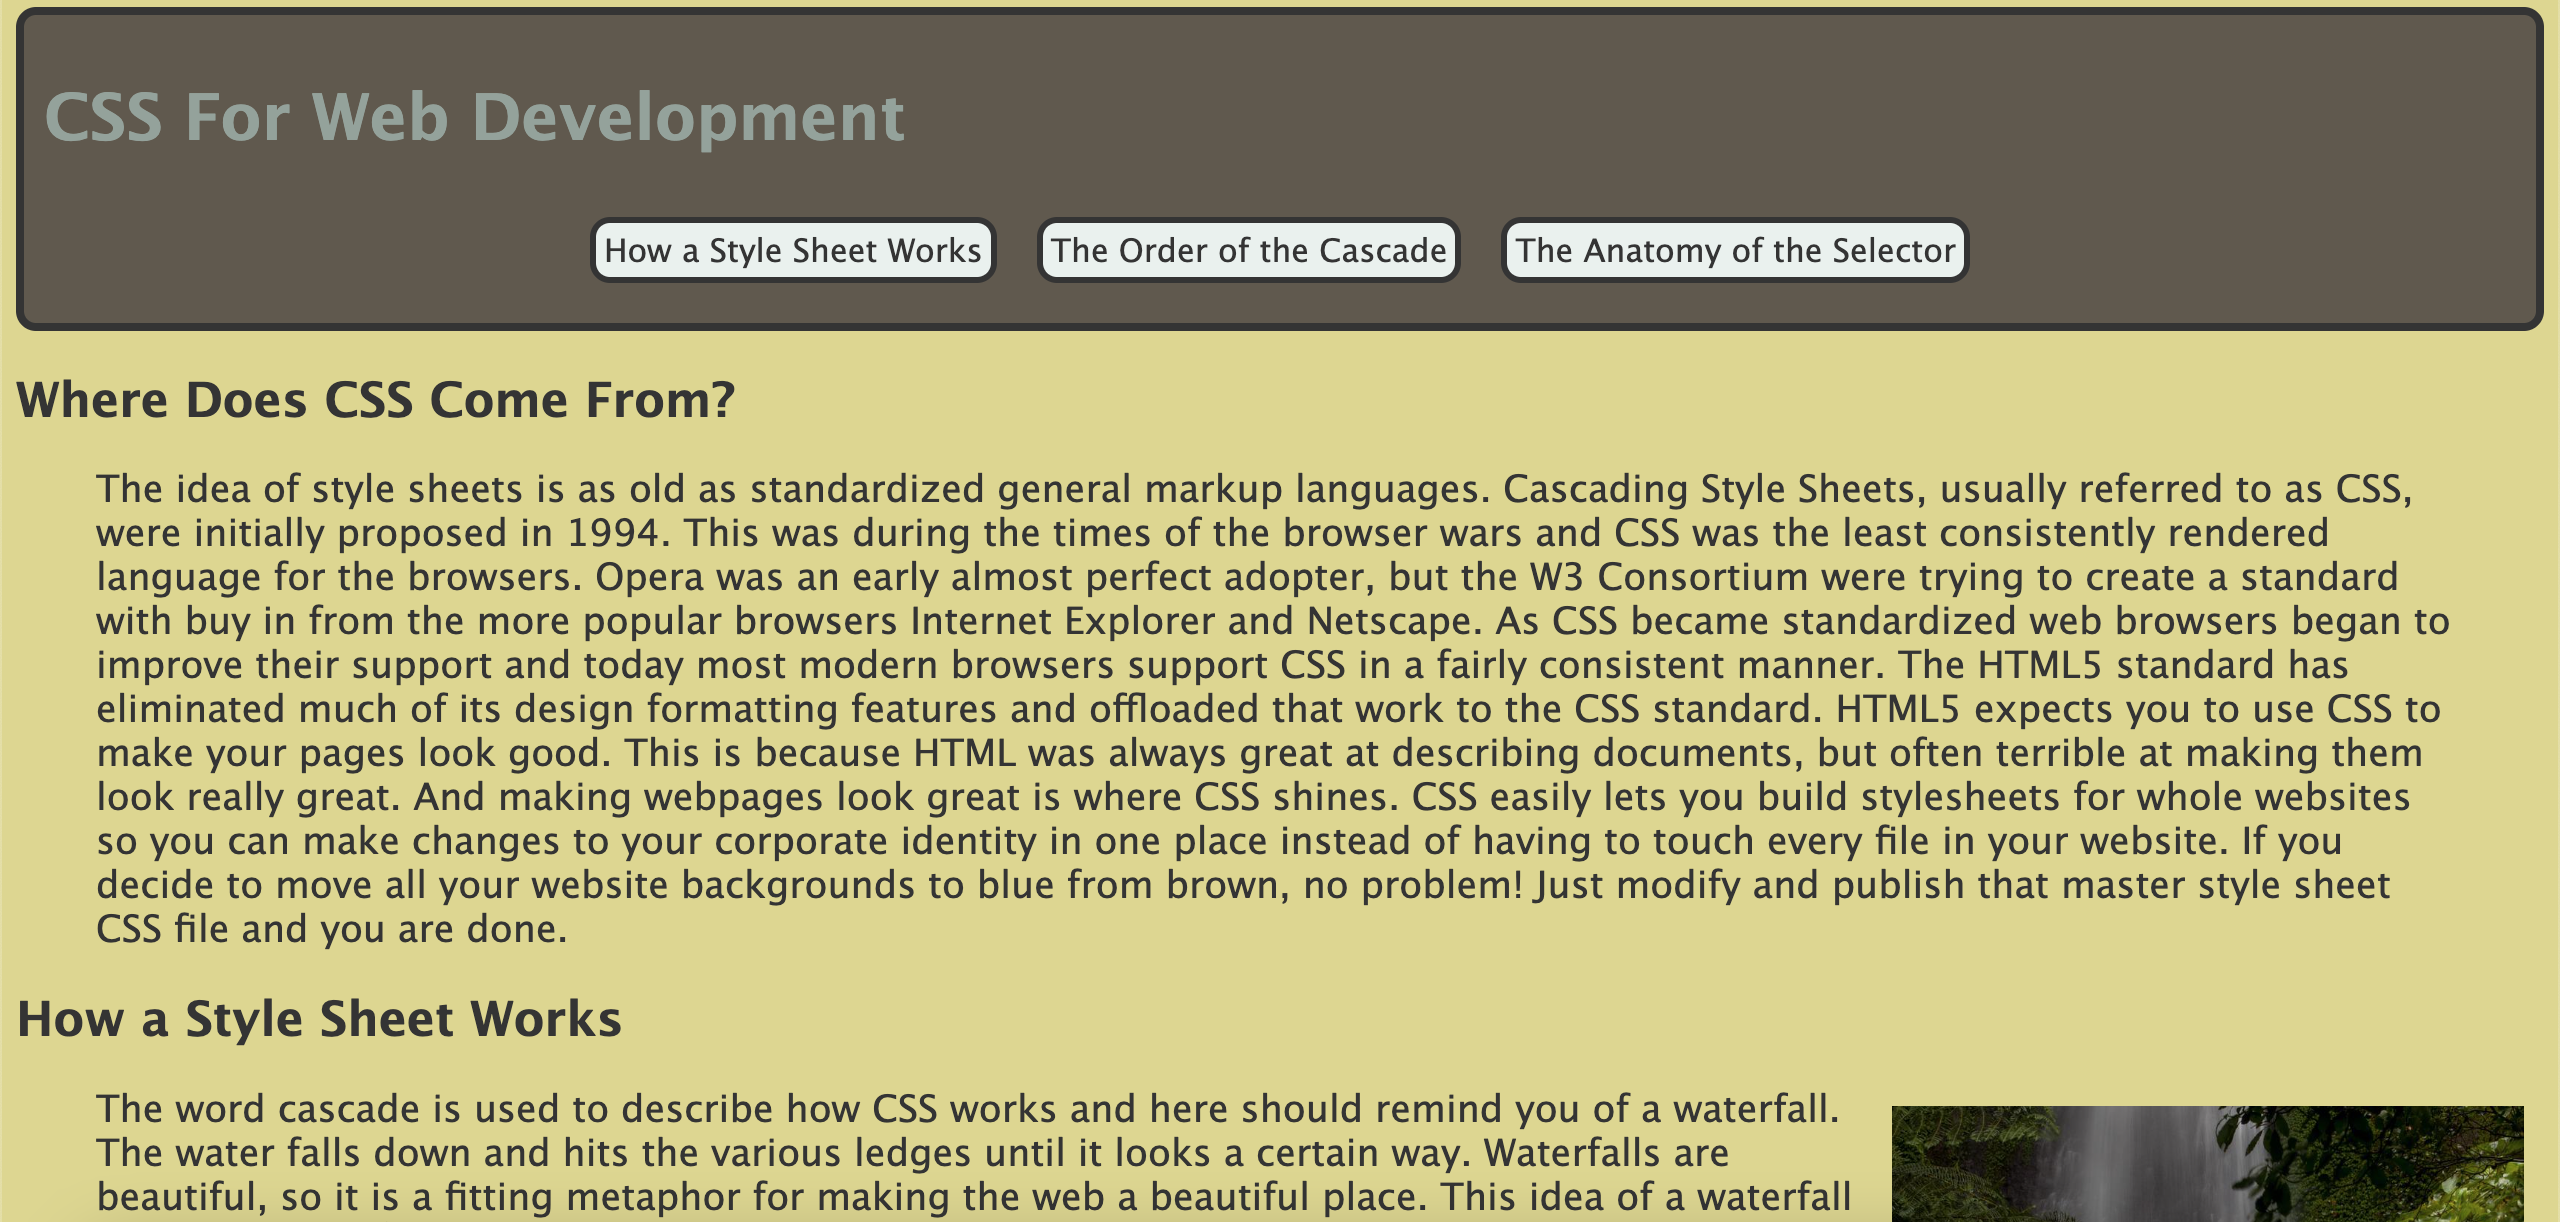 CSS For Web Development
How a Style Sheet Works
The Order of the Cascade
The Anatomy of the Selector
Where Does CSS Come From?
The idea of style sheets is as old as standardized general markup languages. Cascading Style Sheets, usually referred to as CSS,
were initially proposed in 1994. This was during the times of the browser wars and CSS was the least consistently rendered
language for the browsers. Opera was an early almost perfect adopter, but the W3 Consortium were trying to create a standard
with buy in from the more popular browsers Internet Explorer and Netscape. As CSS became standardized web browsers began to
improve their support and today most modern browsers support CSS in a fairly consistent manner. The HTML5 standard has
eliminated much of its design formatting features and offloaded that work to the CSS standard. HTML5 expects you to use CSS to
make your pages look good. This is because HTML was always great at describing documents, but often terrible at making them
look really great. And making webpages look great is where CSS shines. CSS easily lets you build stylesheets for whole websites
so you can make changes to your corporate identity in one place instead of having to touch every file in your website. If you
decide to move all your website backgrounds to blue from brown, no problem! Just modify and publish that master style sheet
CSS file and you are done.
How a Style Sheet Works
The word cascade is used to describe how CSS works and here should remind you of a waterfall.
The water falls down and hits the various ledges until it looks a certain way. Waterfalls are
beautiful, so it is a fitting metaphor for making the web a beautiful place. This idea of a waterfall